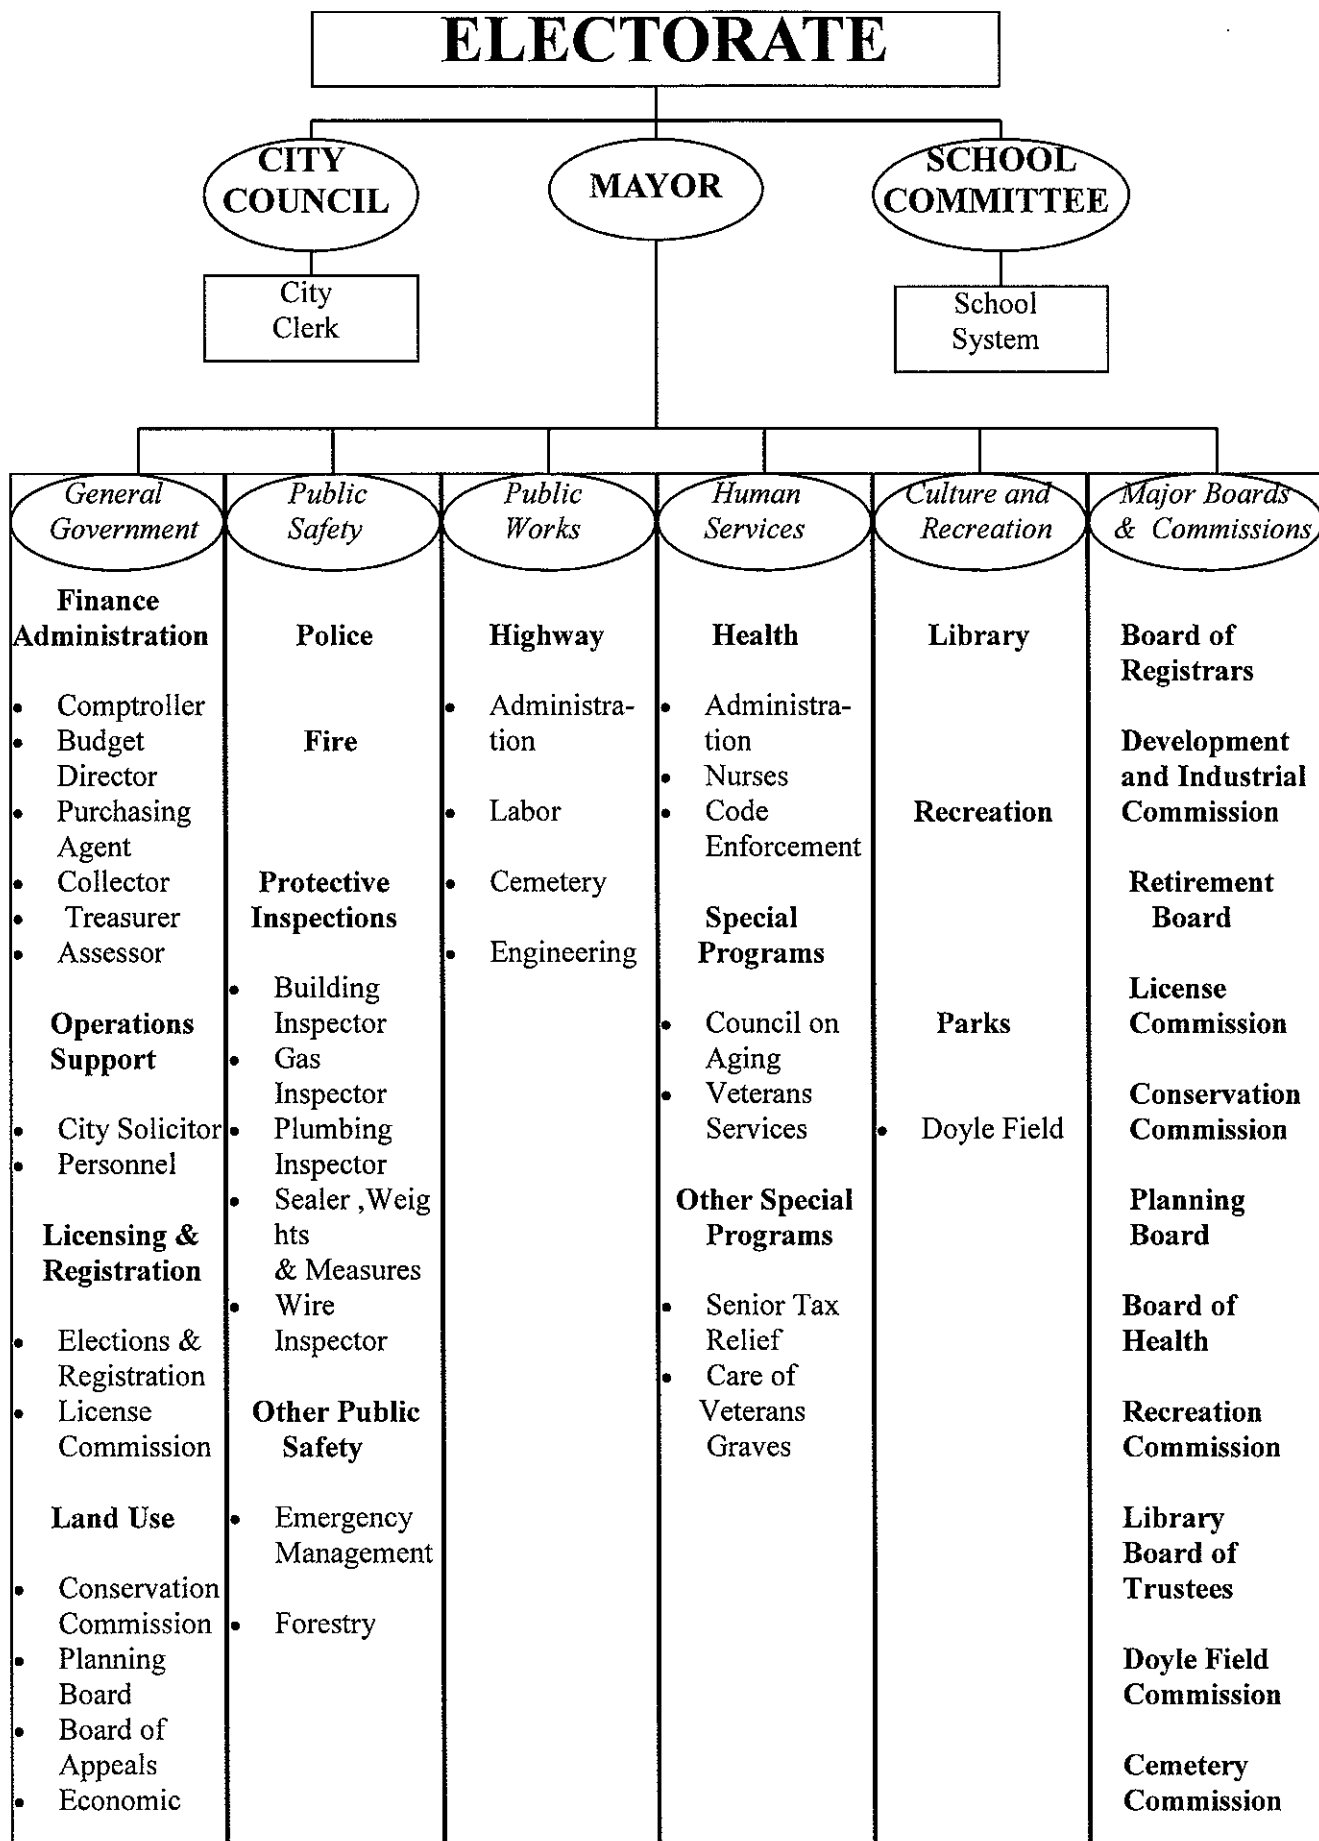 ELECTORATE
CITY
COUNCIL
MAYOR
SCHOOL
COMMITTEE
City
Clerk
School
System
General
Government
Public
Safety
Public
Works
Human
Services
Culture and
Recreation
Major Boards
& Commissions
Finance
Administration
• Comptroller
• Budget
Director
• Purchasing
Agent
• Collector
• Treasurer
• Assessor
Operations
Support
• City Solicitor
• Personnel
Licensing &
Registration
• Elections &
Registration
• License
Commission
Land Use
• Conservation
Commission
• Planning
Board
• Board of
Appeals
• Economic
Police
Fire
Protective
Inspections
• Building
Inspector
• Gas
Inspector
• Plumbing
Inspector
• Sealer ,Weig
hts
& Measures
• Wire
Inspector
Other Public
Safety
• Emergency
Management
• Forestry
Highway
• Administra-
tion
• Labor
• Cemetery
• Engineering
Health
• Administra-
tion
• Nurses
• Code
Enforcement
Special
Programs
• Council on
Aging
• Veterans
Services
Other Special
Programs
• Senior Tax
Relief
• Care of
Veterans
Graves
Library
Recreation
Parks
• Doyle Field
Board of
Registrars
Development
and Industrial
Commission
Retirement
Board
License
Commission
Conservation
Commission
Planning
Board
Board of
Health
Recreation
Commission
Library
Board of
Trustees
Doyle Field
Commission
Cemetery
Commission